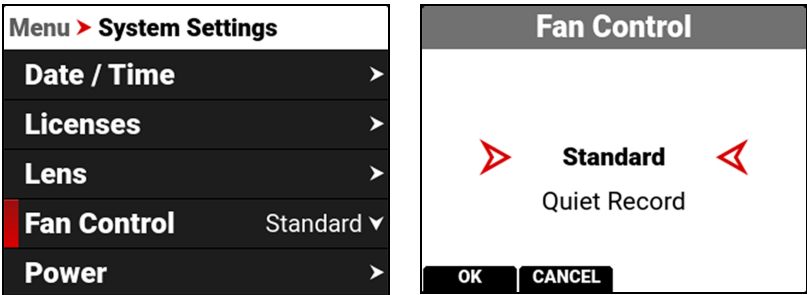 Menu ➤ System Settings
Date / Time
Licenses
Lens
Fan Control Standard
Power
Fan Control
Standard
Quiet Record
OK CANCEL